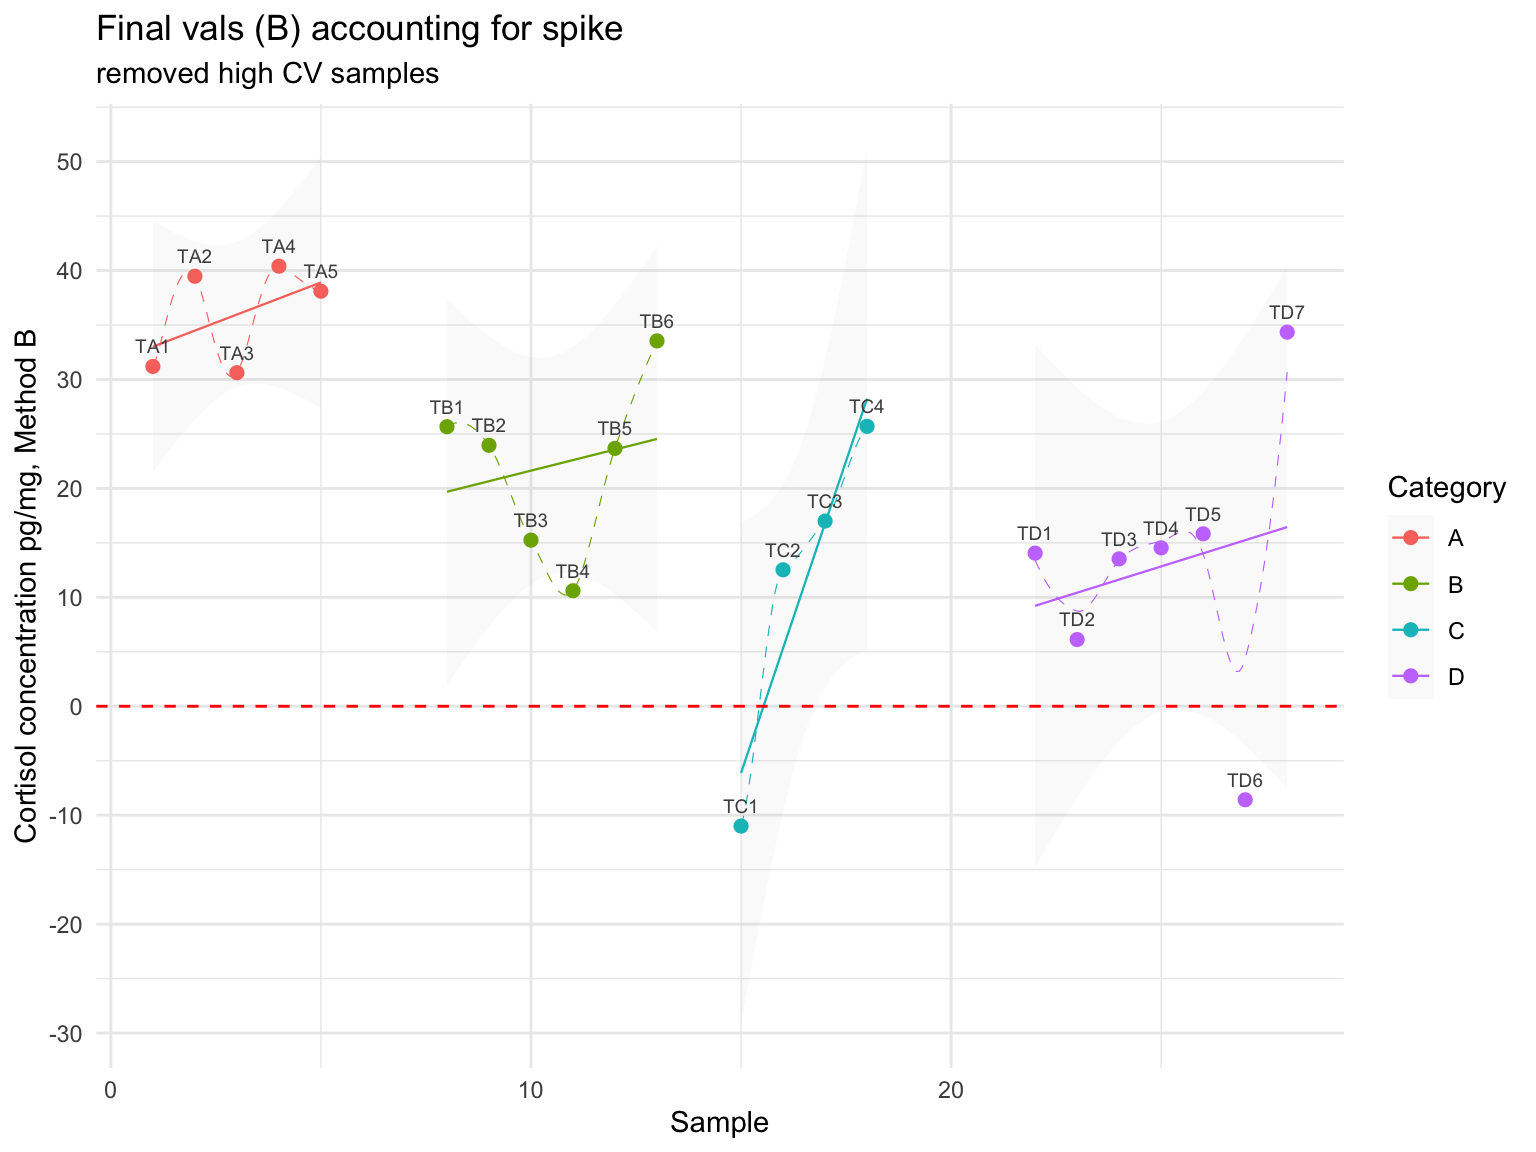 Final vals (B) accounting for spike
removed high CV samples
Cortisol concentration pg/mg, Method B
50
40
30
20
10
0
-10
-20
-30
TA1
TA2
TA3
TA4
TA5
TB1
TB2
TB3
TB4
TB5
TB6
TC1
TC2
TC3
TC4
TD1
TD2
TD3
TD4
TD5
TD6
TD7
0
10
20
Sample
Category
A
B
C
D